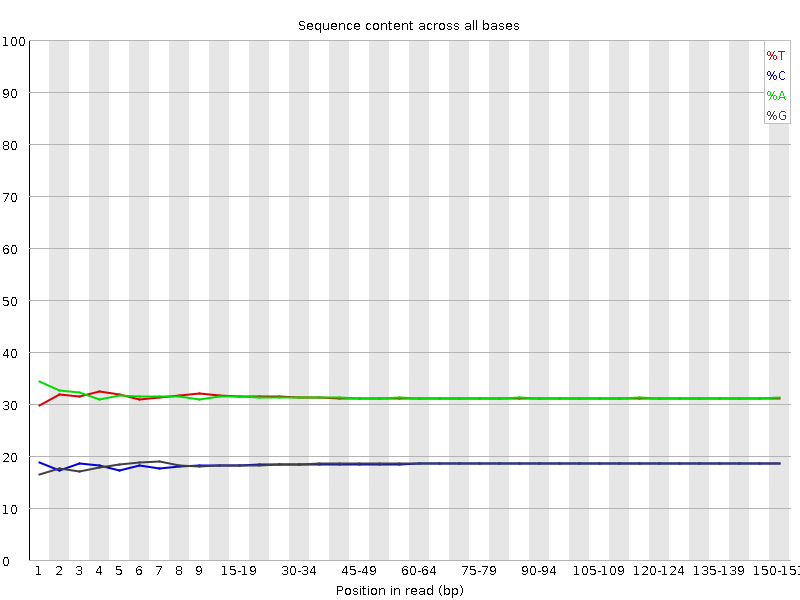 Sequence content across all bases
100
90
80
70
60
50
40
30
20
10
0
%T
%C
%A
%G
1 2 3 4 5 6 7 8 9 15-19 30-34 45-49 60-64 75-79 90-94 105-109 120-124 135-139 150-151
Position in read (bp)